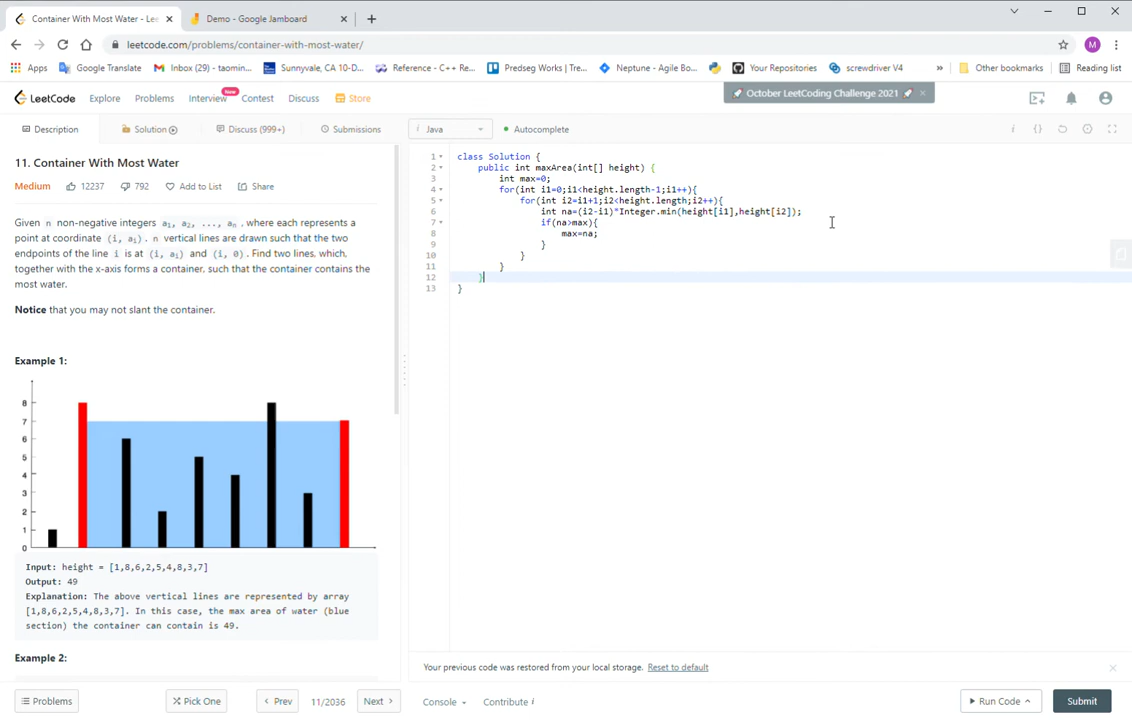 Container With Most Water - Lee
Demo - Google Jamboard
leetcode.com/problems/container-with-most-water/
M
Apps
Google Translate
Inbox (29) - taomin...
Sunnyvale, CA 10-D...
Reference - C++ Re...
Predseg Works | Tre...
Neptune - Agile Bo...
Your Repositories
screwdriver V4
»
Other bookmarks
Reading list
LeetCode
Explore
Problems
Interview
New
Contest
Discuss
Store
October LeetCoding Challenge 2021
Description
Solution
Discuss (999+)
Submissions
i Java
Autocomplete
11. Container With Most Water
Medium
12237
792
Add to List
Share
Given n non-negative integers a1, a2, ..., an, where each represents a
point at coordinate (i, ai). n vertical lines are drawn such that the two
endpoints of the line i is at (i, ai) and (i, 0). Find two lines, which,
together with the x-axis forms a container, such that the container contains the
most water.
Notice that you may not slant the container.
Example 1:
8
7
6
5
4
3
2
1
0
Input: height = [1,8,6,2,5,4,8,3,7]
Output: 49
Explanation: The above vertical lines are represented by array
[1,8,6,2,5,4,8,3,7]. In this case, the max area of water (blue
section) the container can contain is 49.
Example 2:
1 class Solution {
2 public int maxArea(int[] height) {
3 int max=0;
4 for(int i1=0;i1<height.length-1;i1++){
5 for(int i2=i1+1;i2<height.length;i2++){
6 int na=(i2-i1)*Integer.min(height[i1],height[i2]);
7 if(na>max){
8 max=na;
9 }
10 }
11 }
12 }
13 }
Your previous code was restored from your local storage. Reset to default
Problems
Pick One
Prev
11/2036
Next
Console
Contribute i
Run Code
Submit